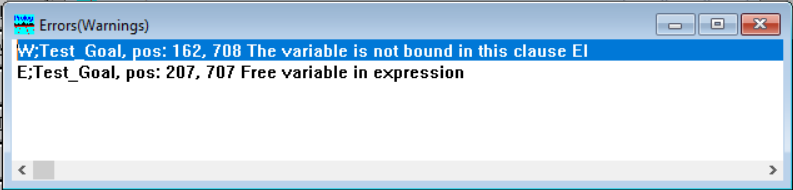 Errors(Warnings)
W;Test_Goal, pos: 162, 708 The variable is not bound in this clause El
E;Test_Goal, pos: 207, 707 Free variable in expression